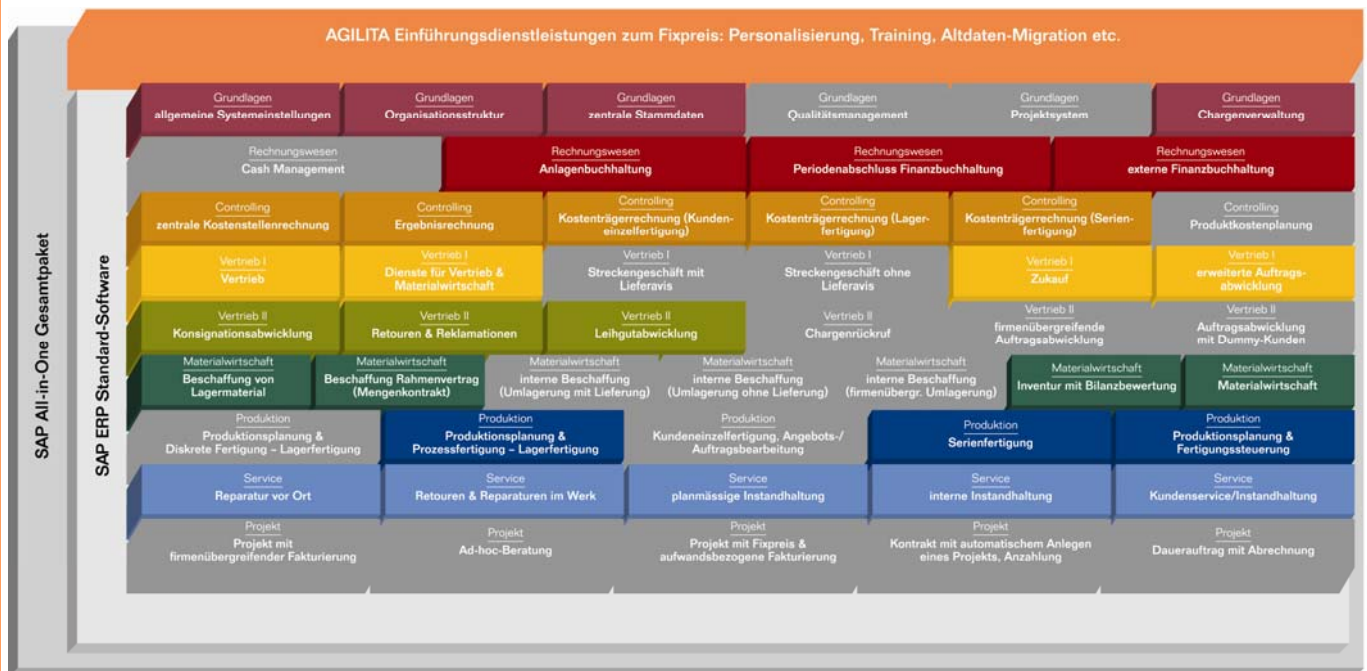 AGILITA Einführungsdienstleistungen zum Fixpreis: Personalisierung, Training, Altdaten-Migration etc.
SAP All-in-One Gesamtpaket
SAP ERP Standard-Software
Grundlagen
allgemeine Systemeinstellungen
Grundlagen
Organisationsstruktur
Grundlagen
zentrale Stammdaten
Grundlagen
Qualitätsmanagement
Grundlagen
Projektsystem
Grundlagen
Chargenverwaltung
Rechnungswesen
Cash Management
Rechnungswesen
Anlagenbuchhaltung
Rechnungswesen
Periodenabschluss Finanzbuchhaltung
Rechnungswesen
externe Finanzbuchhaltung
Controlling
zentrale Kostenstellenrechnung
Controlling
Ergebnisrechnung
Controlling
Kostenträgerrechnung (Kunden-
einzelfertigung)
Controlling
Kostenträgerrechnung (Lager-
fertigung)
Controlling
Kostenträgerrechnung (Serien-
fertigung)
Controlling
Produktkostenplanung
Vertrieb I
Vertrieb
Vertrieb I
Dienste für Vertrieb &
Materialwirtschaft
Vertrieb I
Streckengeschäft mit
Lieferavis
Vertrieb I
Streckengeschäft ohne
Lieferavis
Vertrieb I
Zukauf
Vertrieb I
erweiterte Auftrags-
abwicklung
Vertrieb II
Konsignationsabwicklung
Vertrieb II
Retouren & Reklamationen
Vertrieb II
Leihgutabwicklung
Vertrieb II
Chargenrückruf
Vertrieb II
firmenübergreifende
Auftragsabwicklung
Vertrieb II
Auftragsabwicklung
mit Dummy-Kunden
Materialwirtschaft
Beschaffung von
Lagermaterial
Materialwirtschaft
Beschaffung Rahmenvertrag
(Mengenkontrakt)
Materialwirtschaft
interne Beschaffung
(Umlagerung mit Lieferung)
Materialwirtschaft
interne Beschaffung
(Umlagerung ohne Lieferung)
Materialwirtschaft
interne Beschaffung
(firmenübergr. Umlagerung)
Materialwirtschaft
Inventur mit Bilanzbewertung
Materialwirtschaft
Materialwirtschaft
Produktion
Produktionsplanung &
Diskrete Fertigung – Lagerfertigung
Produktion
Produktionsplanung &
Prozessfertigung – Lagerfertigung
Produktion
Kundeneinzelfertigung, Angebots-/
Auftragsbearbeitung
Produktion
Serienfertigung
Produktion
Produktionsplanung &
Fertigungssteuerung
Service
Reparatur vor Ort
Service
Retouren & Reparaturen im Werk
Service
planmässige Instandhaltung
Service
interne Instandhaltung
Service
Kundenservice/Instandhaltung
Projekt
Projekt mit
firmenübergreifender Fakturierung
Projekt
Ad-hoc-Beratung
Projekt
Projekt mit Fixpreis &
aufwandsbezogene Fakturierung
Projekt
Kontrakt mit automatischem Anlegen
eines Projekts, Anzahlung
Projekt
Dauerauftrag mit Abrechnung